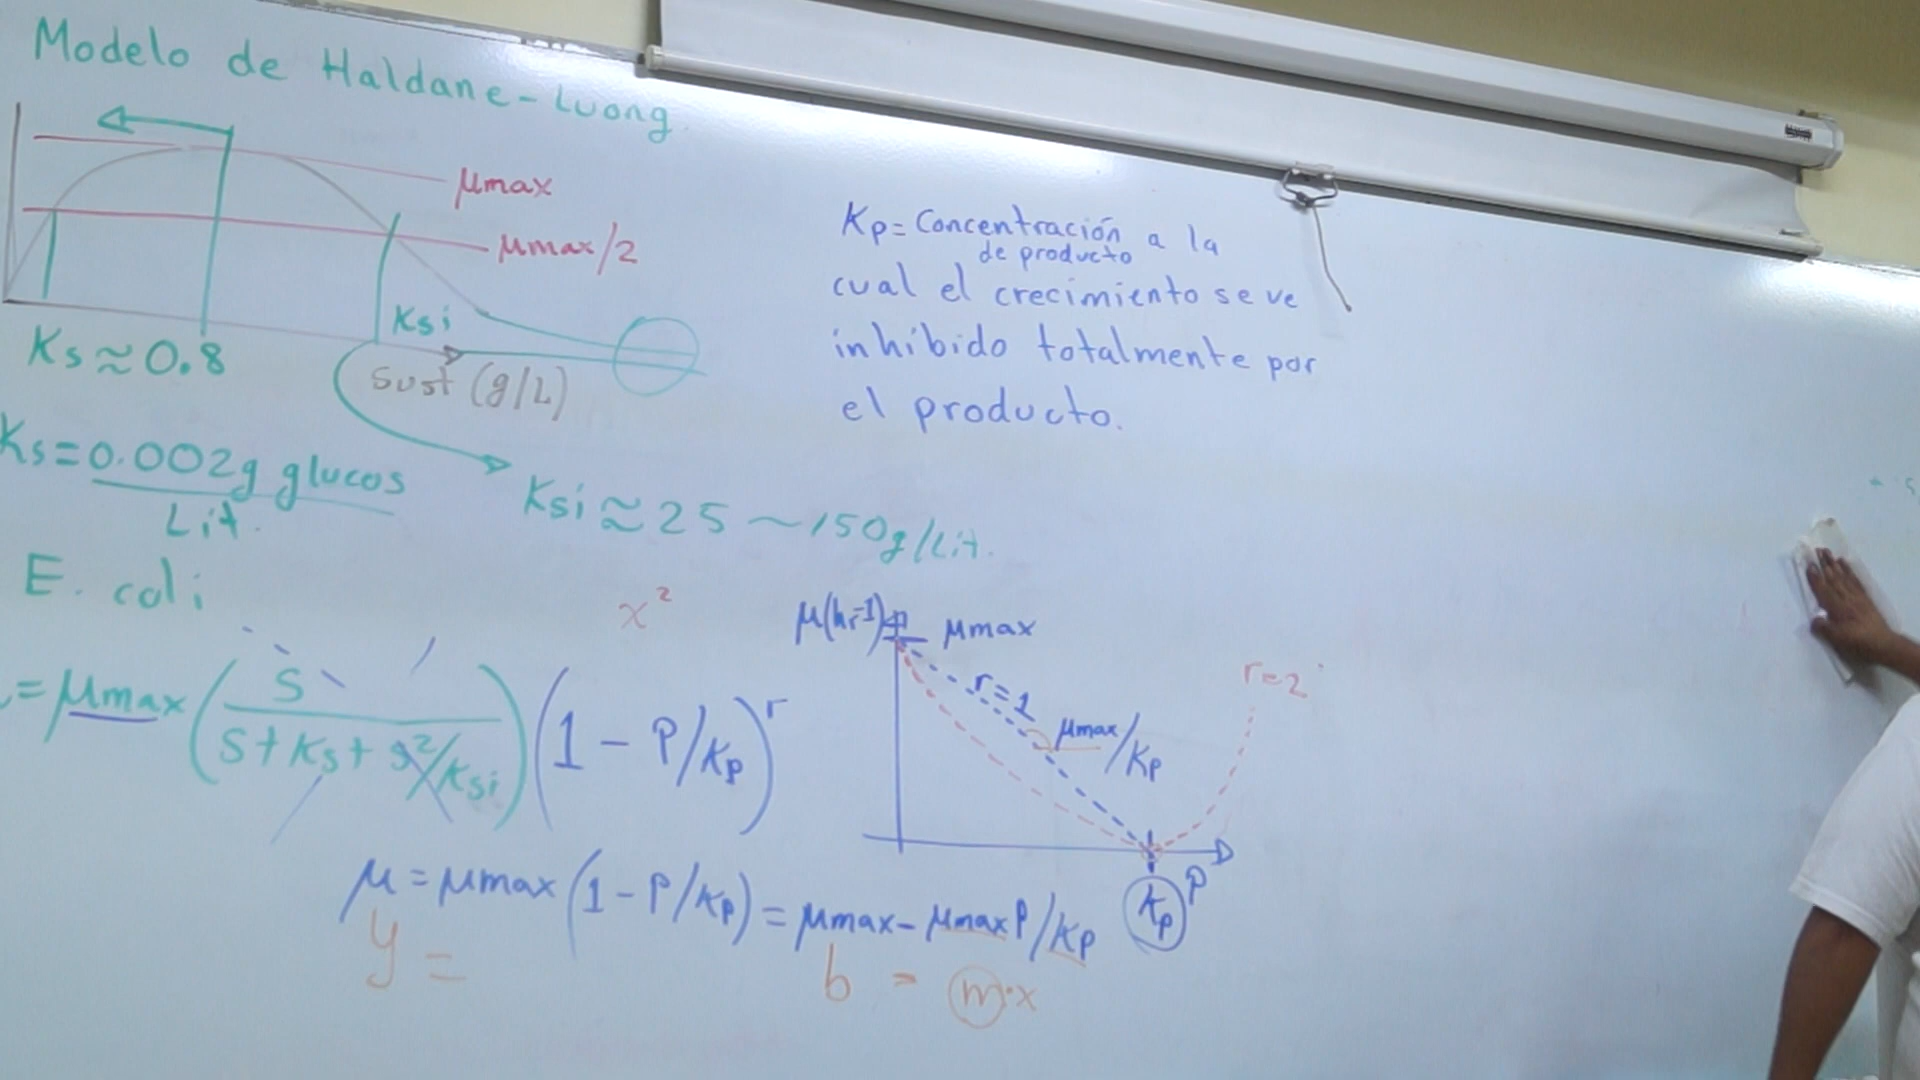 Modelo de Haldane-Luong
μmax
μmax/2
Ksi
Ks≈0.8
Sust (g/L)
Ks=0.002g glucos
Lit.
Ksi≈25~150g/Lit.
E. coli
Kp=Concentración a la
de producto
cual el crecimiento se ve
inhibido totalmente por
el producto.
x²
=μmax(S/(S+Ks+S²/Ksi))(1-P/Kp)^r
μ(hr-1)
μmax
r=1
μmax/Kp
r=2
Kp
P
μ=μmax(1-P/Kp)=μmax-μmaxP/Kp
y = b - m·x